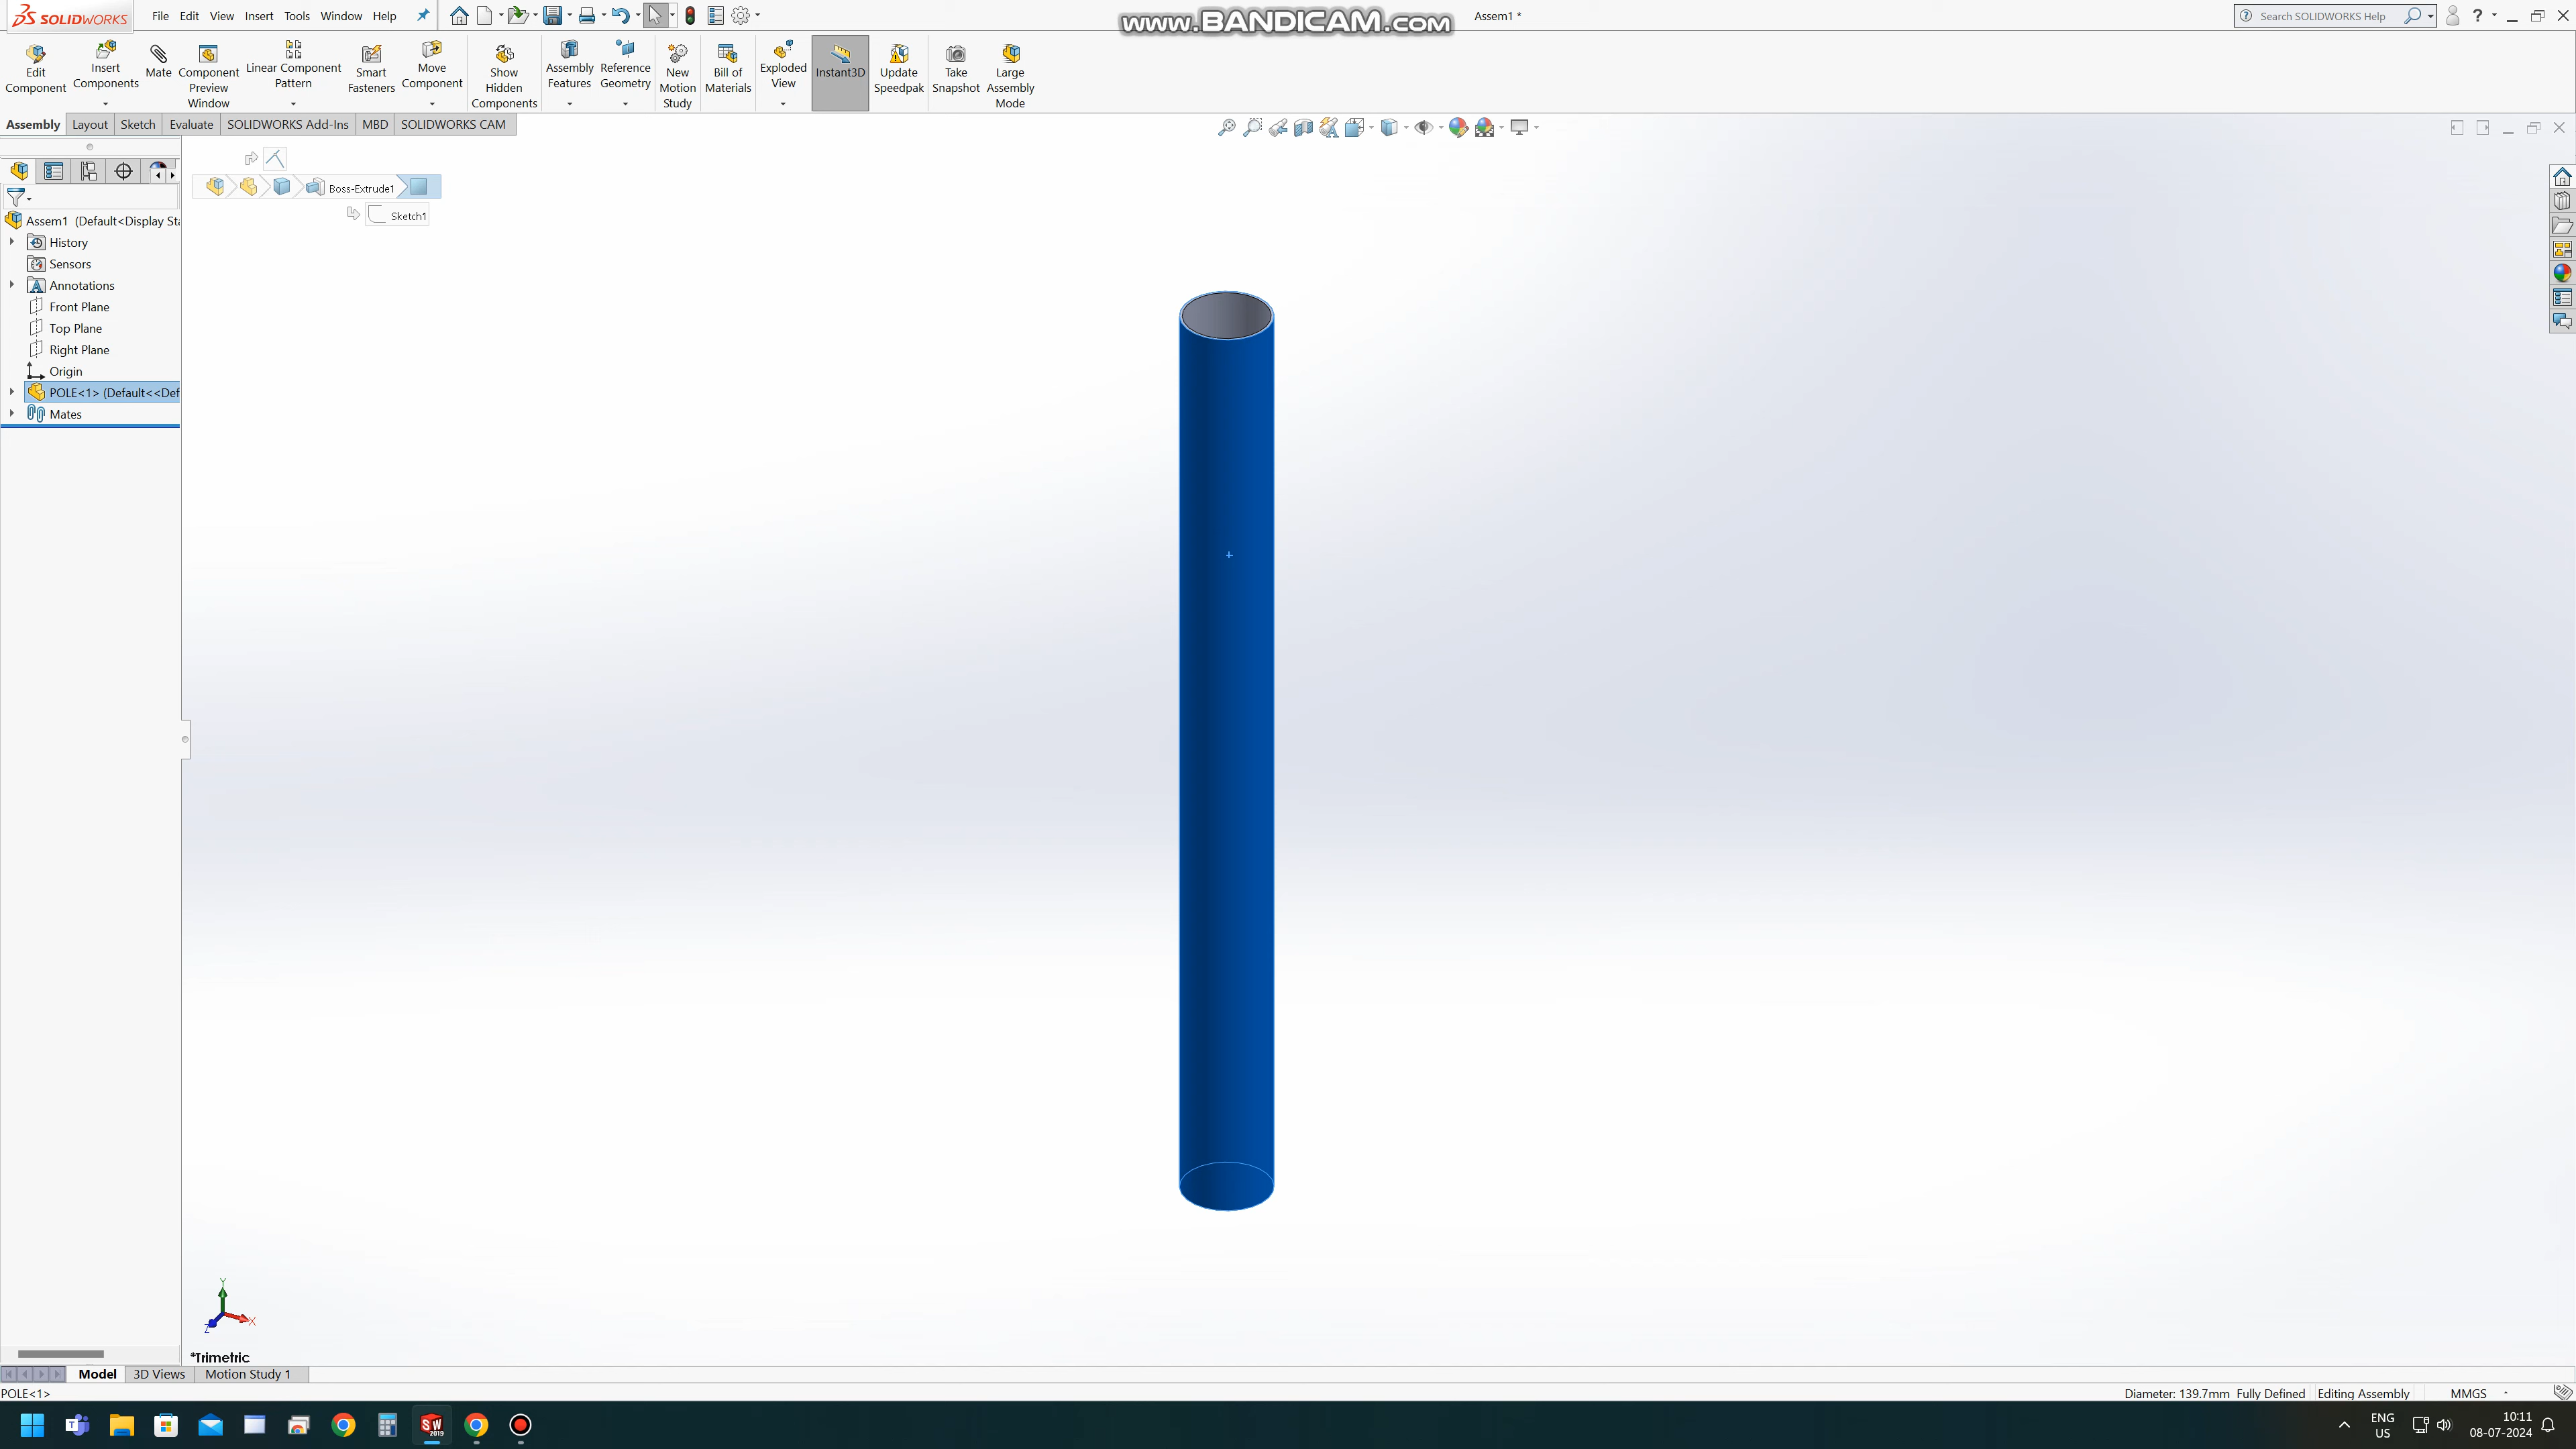 SOLIDWORKS
File Edit View Insert Tools Window Help
www.BANDICAM.com
Assem1 *
Search SOLIDWORKS Help
?
Edit Component
Insert Components
Mate
Component Preview Window
Linear Component Pattern
Smart Fasteners
Move Component
Show Hidden Components
Assembly Features
Reference Geometry
New Motion Study
Bill of Materials
Exploded View
Instant3D
Update Speedpak
Take Snapshot
Large Assembly Mode
Assembly Layout Sketch Evaluate SOLIDWORKS Add-Ins MBD SOLIDWORKS CAM
Boss-Extrude1
Sketch1
Assem1 (Default<Display Sta
History
Sensors
Annotations
Front Plane
Top Plane
Right Plane
Origin
POLE<1> (Default<<Def
Mates
Y
X
Z
*Trimetric
Model 3D Views Motion Study 1
POLE<1>
Diameter: 139.7mm Fully Defined Editing Assembly MMGS
SW 2019
ENG US
10:11
08-07-2024